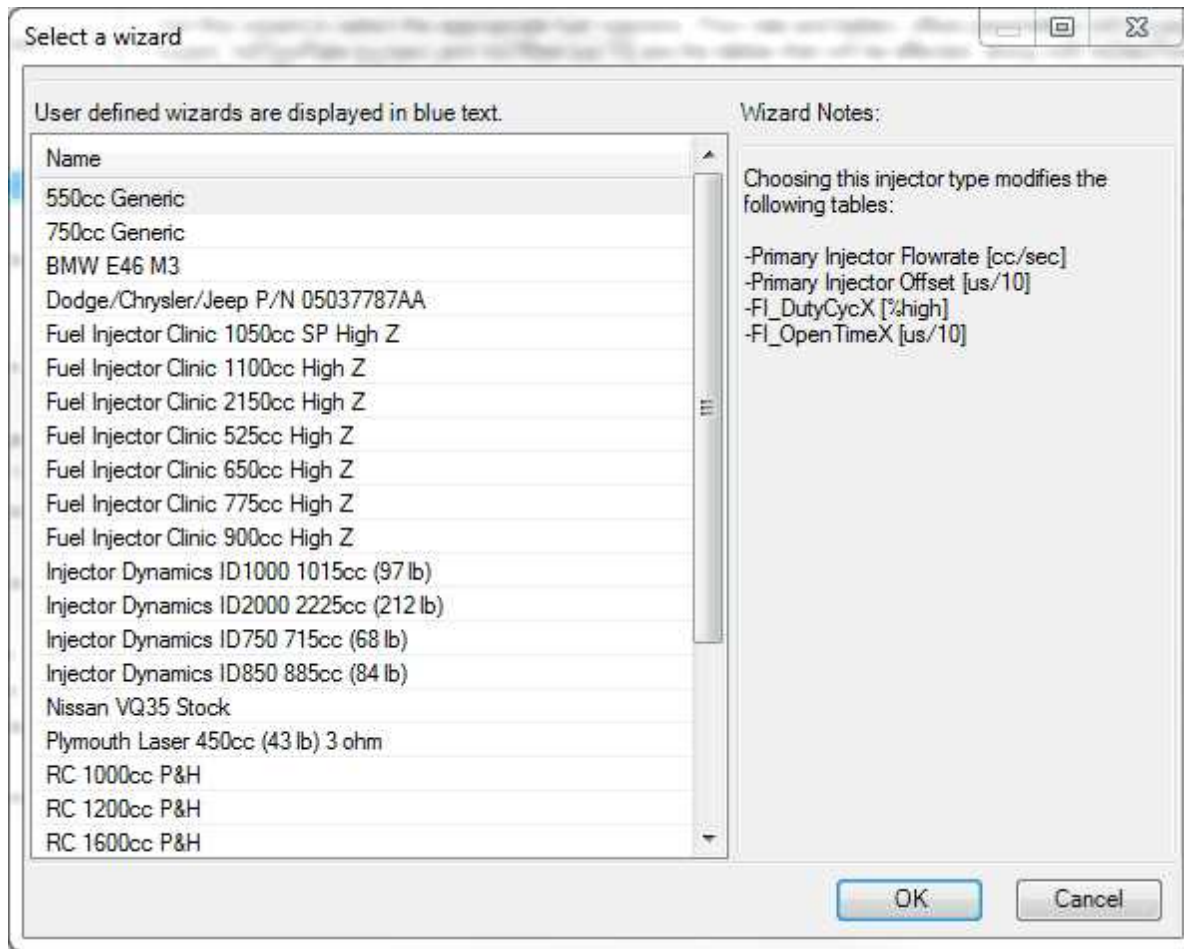 Select a wizard
User defined wizards are displayed in blue text.
Name
550cc Generic
750cc Generic
BMW E46 M3
Dodge/Chrysler/Jeep P/N 05037787AA
Fuel Injector Clinic 1050cc SP High Z
Fuel Injector Clinic 1100cc High Z
Fuel Injector Clinic 2150cc High Z
Fuel Injector Clinic 525cc High Z
Fuel Injector Clinic 650cc High Z
Fuel Injector Clinic 775cc High Z
Fuel Injector Clinic 900cc High Z
Injector Dynamics ID1000 1015cc (97 lb)
Injector Dynamics ID2000 2225cc (212 lb)
Injector Dynamics ID750 715cc (68 lb)
Injector Dynamics ID850 885cc (84 lb)
Nissan VQ35 Stock
Plymouth Laser 450cc (43 lb) 3 ohm
RC 1000cc P&H
RC 1200cc P&H
RC 1600cc P&H
Wizard Notes:
Choosing this injector type modifies the
following tables:
-Primary Injector Flowrate [cc/sec]
-Primary Injector Offset [us/10]
-FI_DutyCycX [%high]
-FI_OpenTimeX [us/10]
OK
Cancel